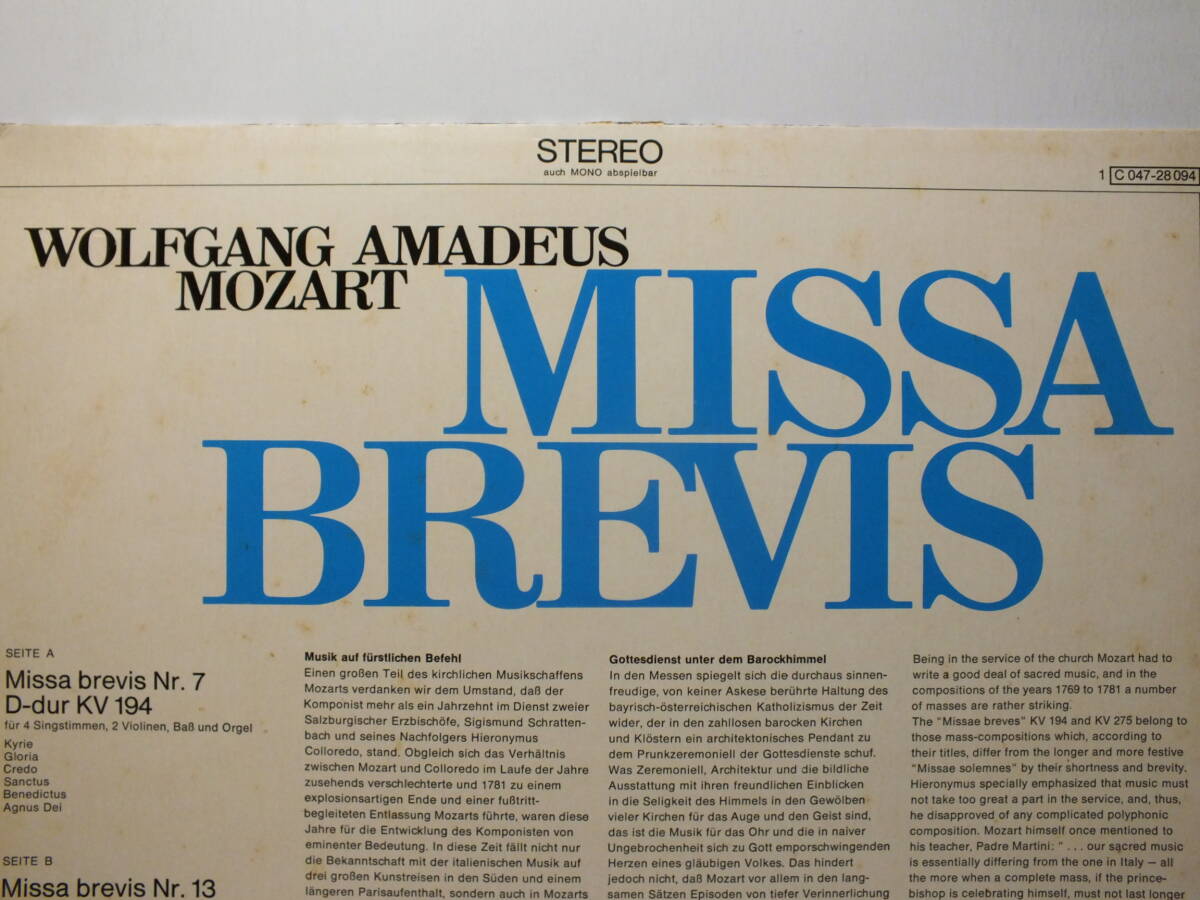 STEREO
auch MONO abspielbar
1 C 047-28 094
WOLFGANG AMADEUS
MOZART
MISSA
BREVIS
SEITE A
Missa brevis Nr. 7
D-dur KV 194
für 4 Singstimmen, 2 Violinen, Baß und Orgel
Kyrie
Gloria
Credo
Sanctus
Benedictus
Agnus Dei
SEITE B
Missa brevis Nr. 13
Musik auf fürstlichen Befehl
Einen großen Teil des kirchlichen Musikschaffens
Mozarts verdanken wir dem Umstand, daß der
Komponist mehr als ein Jahrzehnt im Dienst zweier
Salzburgischer Erzbischöfe, Sigismund Schratten-
bach und seines Nachfolgers Hieronymus
Colloredo, stand. Obgleich sich das Verhältnis
zwischen Mozart und Colloredo im Laufe der Jahre
zusehends verschlechterte und 1781 zu einem
explosionsartigen Ende und einer fußtritt-
begleiteten Entlassung Mozarts führte, waren diese
Jahre für die Entwicklung des Komponisten von
eminenter Bedeutung. In diese Zeit fällt nicht nur
die Bekanntschaft mit der italienischen Musik auf
drei großen Kunstreisen in den Süden und einem
längeren Parisaufenthalt, sondern auch in Mozarts
Gottesdienst unter dem Barockhimmel
In den Messen spiegelt sich die durchaus sinnen-
freudige, von keiner Askese berührte Haltung des
bayrisch-österreichischen Katholizismus der Zeit
wider, der in den zahllosen barocken Kirchen
und Klöstern ein architektonisches Pendant zu
dem Prunkzeremoniell der Gottesdienste schuf.
Was Zeremoniell, Architektur und die bildliche
Ausstattung mit ihren freundlichen Einblicken
in die Seligkeit des Himmels in den Gewölben
vieler Kirchen für das Auge und den Geist sind,
das ist die Musik für das Ohr und die in naiver
Ungebrochenheit sich zu Gott emporschwingenden
Herzen eines gläubigen Volkes. Das hindert
jedoch nicht, daß Mozart vor allem in den lang-
samen Sätzen Episoden von tiefer Verinnerlichung
Being in the service of the church Mozart had to
write a good deal of sacred music, and in the
compositions of the years 1769 to 1781 a number
of masses are rather striking.
The "Missae breves" KV 194 and KV 275 belong to
those mass-compositions which, according to
their titles, differ from the longer and more festive
"Missae solemnes" by their shortness and brevity.
Hieronymus specially emphasized that music must
not take too great a part in the service, and, thus,
he disapproved of any complicated polyphonic
composition. Mozart himself once mentioned to
his teacher, Padre Martini: " . . . our sacred music
is essentially differing from the one in Italy – all
the more when a complete mass, if the prince-
bishop is celebrating himself, must not last longer